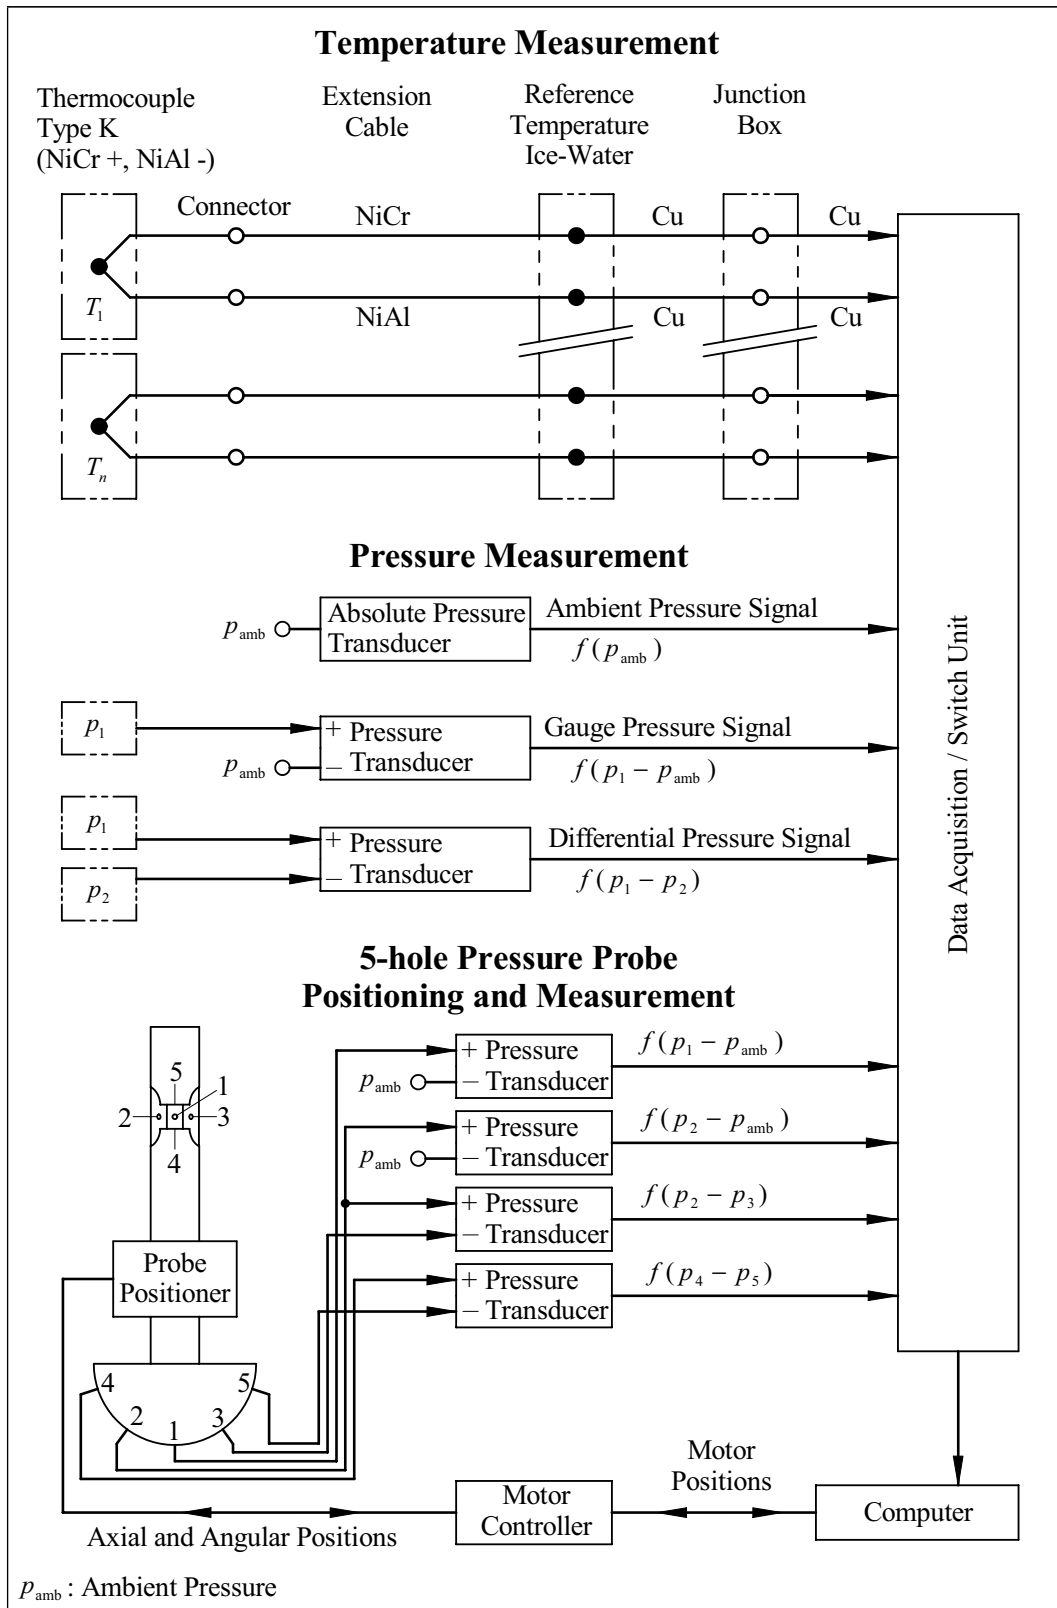 Temperature Measurement
Thermocouple
Type K
(NiCr +, NiAl -)
Extension
Cable
Reference
Temperature
Ice-Water
Junction
Box
Connector
NiCr
Cu
Cu
T1
NiAl
Cu
Cu
Tn
Pressure Measurement
pamb
Absolute Pressure
Transducer
Ambient Pressure Signal
f(pamb)
p1
+ Pressure
− Transducer
pamb
Gauge Pressure Signal
f(p1 − pamb)
p1
p2
+ Pressure
− Transducer
Differential Pressure Signal
f(p1 − p2)
Data Acquisition / Switch Unit
5-hole Pressure Probe
Positioning and Measurement
5
1
2
3
4
+ Pressure
− Transducer
pamb
f(p1 − pamb)
+ Pressure
− Transducer
pamb
f(p2 − pamb)
+ Pressure
− Transducer
f(p2 − p3)
+ Pressure
− Transducer
f(p4 − p5)
Probe
Positioner
4
2
1
3
5
Motor
Positions
Motor
Controller
Computer
Axial and Angular Positions
pamb : Ambient Pressure